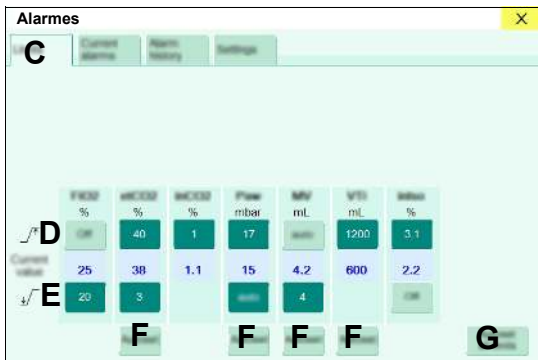 Alarmes X
C Current alarms Alarm history Settings
FiO2 etCO2 inCO2 Paw MV VTi
% % % mbar mL mL %
D Off 40 1 17 auto 1200 3.1
Current value 25 38 1.1 15 4.2 600 2.2
E 20 3 auto 4 Off
F F F F G